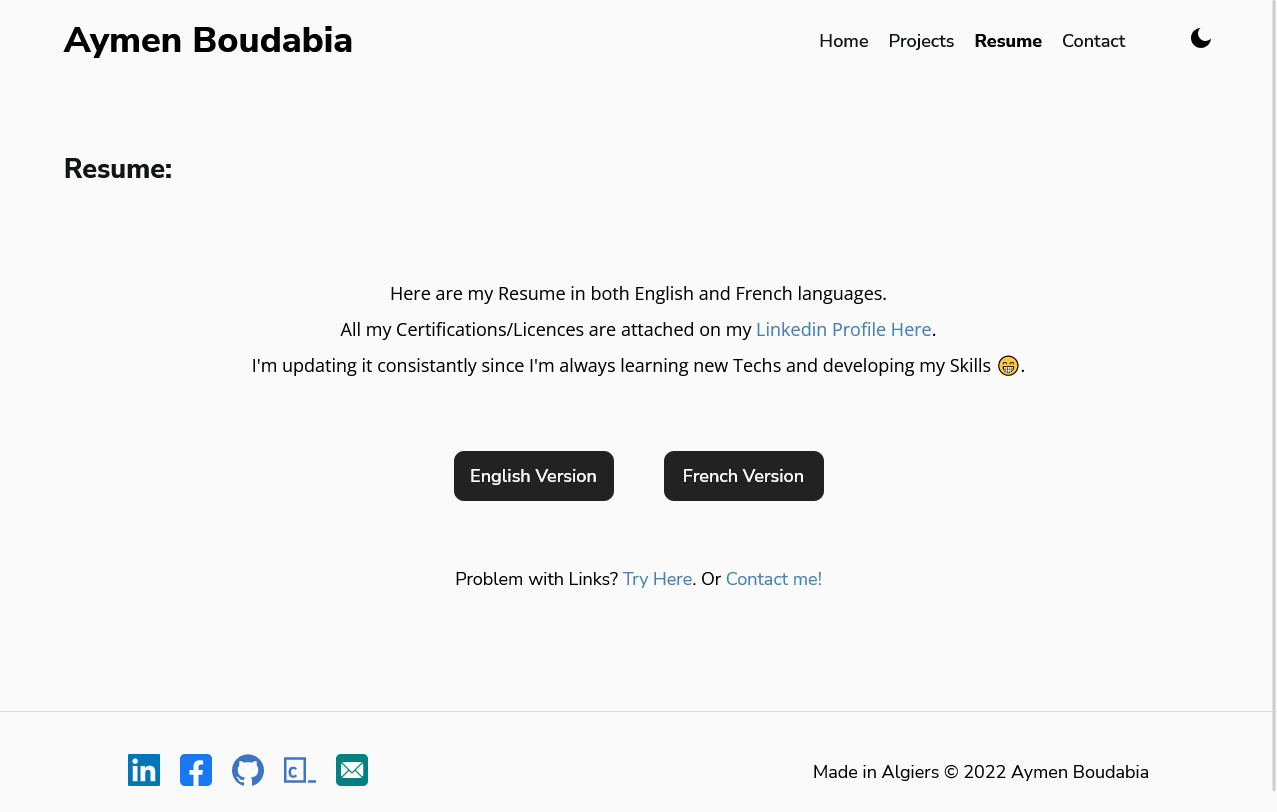 Aymen Boudabia
Home Projects Resume Contact
Resume:
Here are my Resume in both English and French languages.
All my Certifications/Licences are attached on my Linkedin Profile Here.
I'm updating it consistantly since I'm always learning new Techs and developing my Skills 😁.
English Version
French Version
Problem with Links? Try Here. Or Contact me!
in f c_
Made in Algiers © 2022 Aymen Boudabia